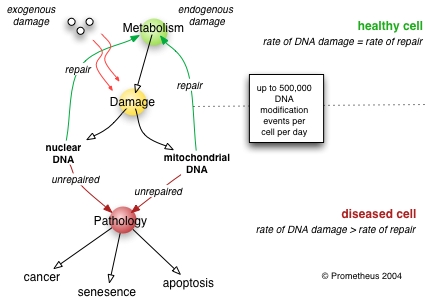 exogenous
damage
endogenous
damage
Metabolism
healthy cell
rate of DNA damage = rate of repair
repair
repair
Damage
up to 500,000
DNA
modification
events per
cell per day
nuclear
DNA
mitochondrial
DNA
unrepaired
unrepaired
Pathology
diseased cell
rate of DNA damage > rate of repair
cancer
senesence
apoptosis
© Prometheus 2004